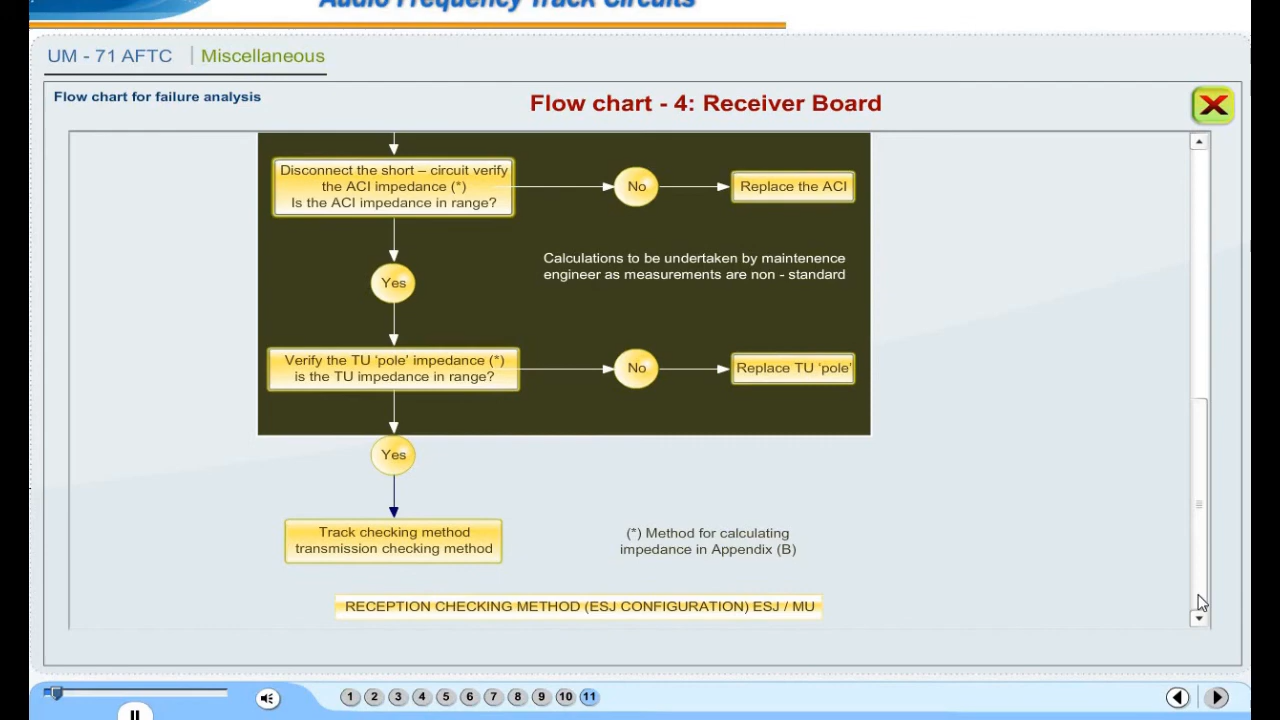 Audio Frequency Track Circuits
UM - 71 AFTC | Miscellaneous
Flow chart for failure analysis
Flow chart - 4: Receiver Board
Disconnect the short – circuit verify
the ACI impedance (*)
Is the ACI impedance in range?
No
Replace the ACI
Calculations to be undertaken by maintenence
engineer as measurements are non - standard
Yes
Verify the TU ‘pole’ impedance (*)
is the TU impedance in range?
No
Replace TU ‘pole’
Yes
Track checking method
transmission checking method
(*) Method for calculating
impedance in Appendix (B)
RECEPTION CHECKING METHOD (ESJ CONFIGURATION) ESJ / MU
1 2 3 4 5 6 7 8 9 10 11